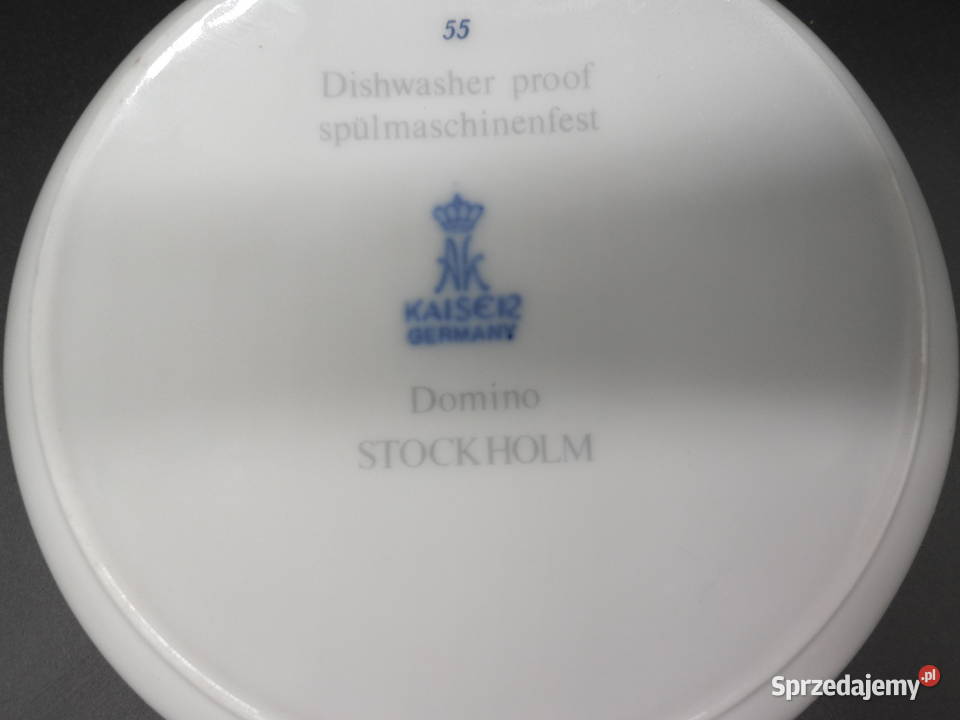 55
Dishwasher proof
spülmaschinenfest
AK
KAISER
GERMANY
Domino
STOCKHOLM
Sprzedajemy.pl